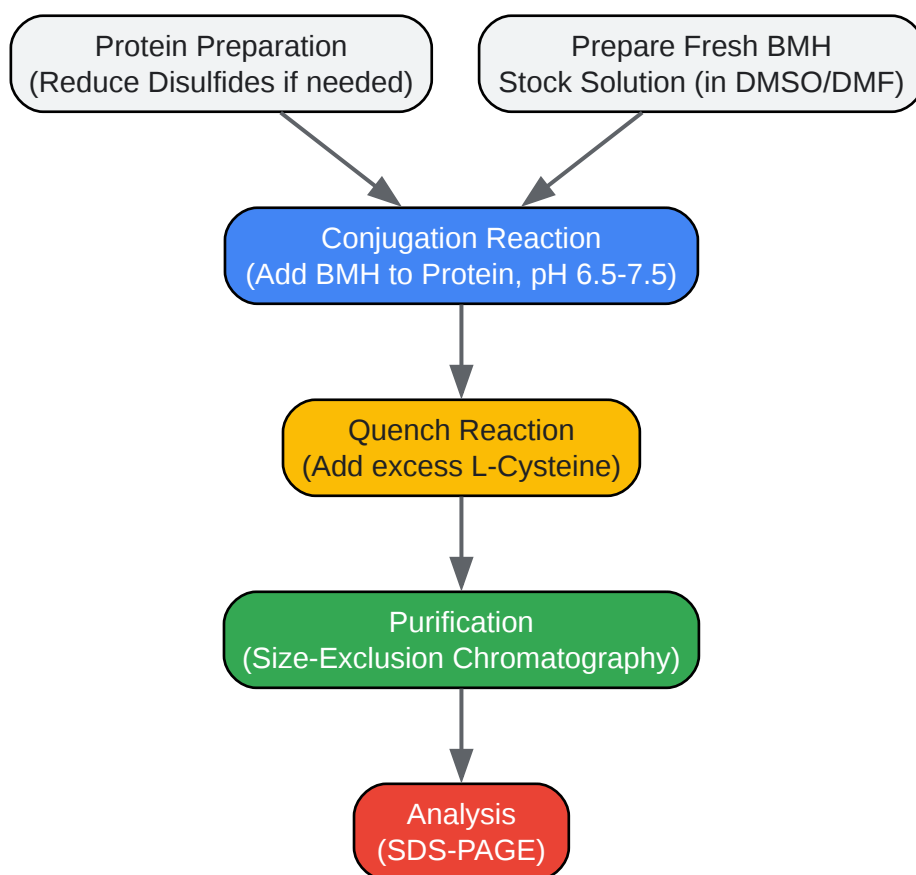 Protein Preparation
(Reduce Disulfides if needed)
Prepare Fresh BMH
Stock Solution (in DMSO/DMF)
Conjugation Reaction
(Add BMH to Protein, pH 6.5-7.5)
Quench Reaction
(Add excess L-Cysteine)
Purification
(Size-Exclusion Chromatography)
Analysis
(SDS-PAGE)